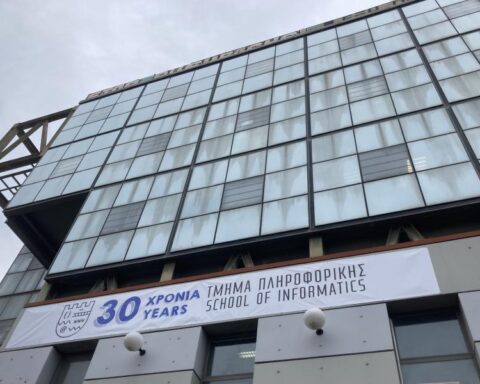 30 ΧΡΟΝΙΑ YEARS
ΤΜΗΜΑ ΠΛΗΡΟΦΟΡΙΚΗΣ
SCHOOL OF INFORMATICS